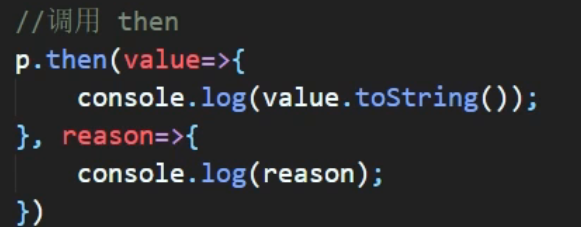 //调用 then
p.then(value=>{
    console.log(value.toString());
}, reason=>{
    console.log(reason);
})